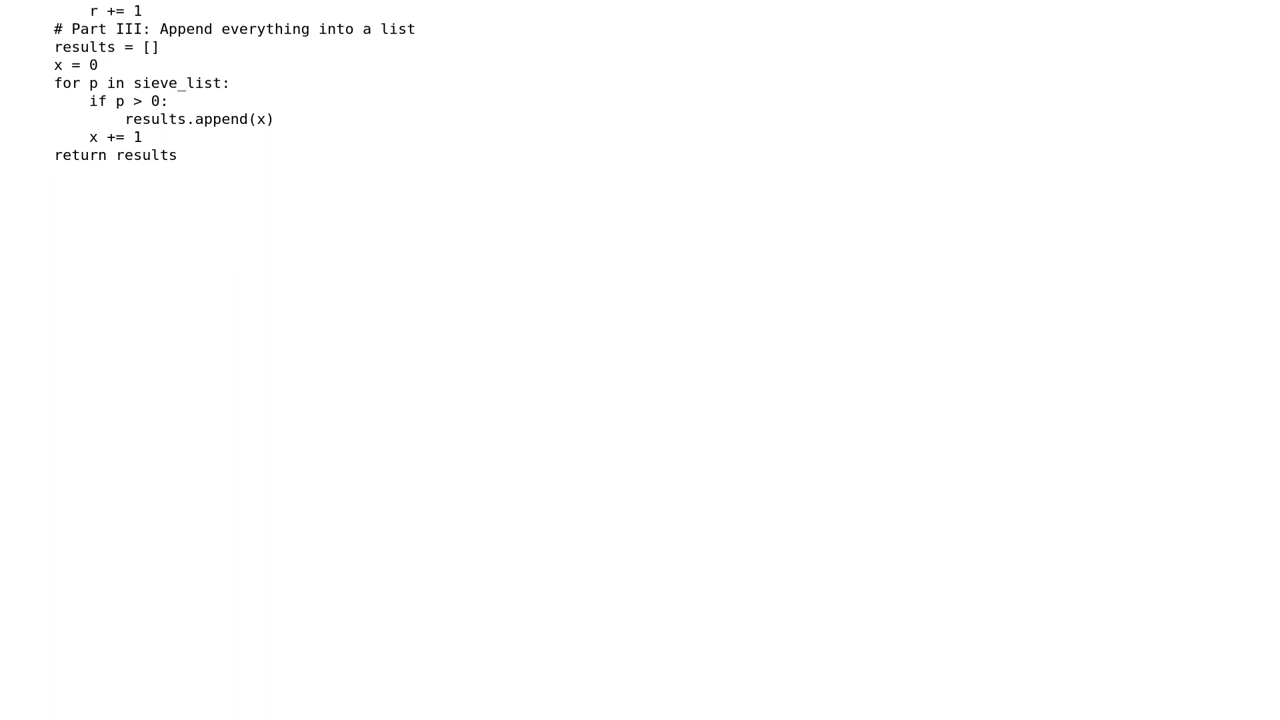 r += 1
# Part III: Append everything into a list
results = []
x = 0
for p in sieve_list:
    if p > 0:
        results.append(x)
    x += 1
return results